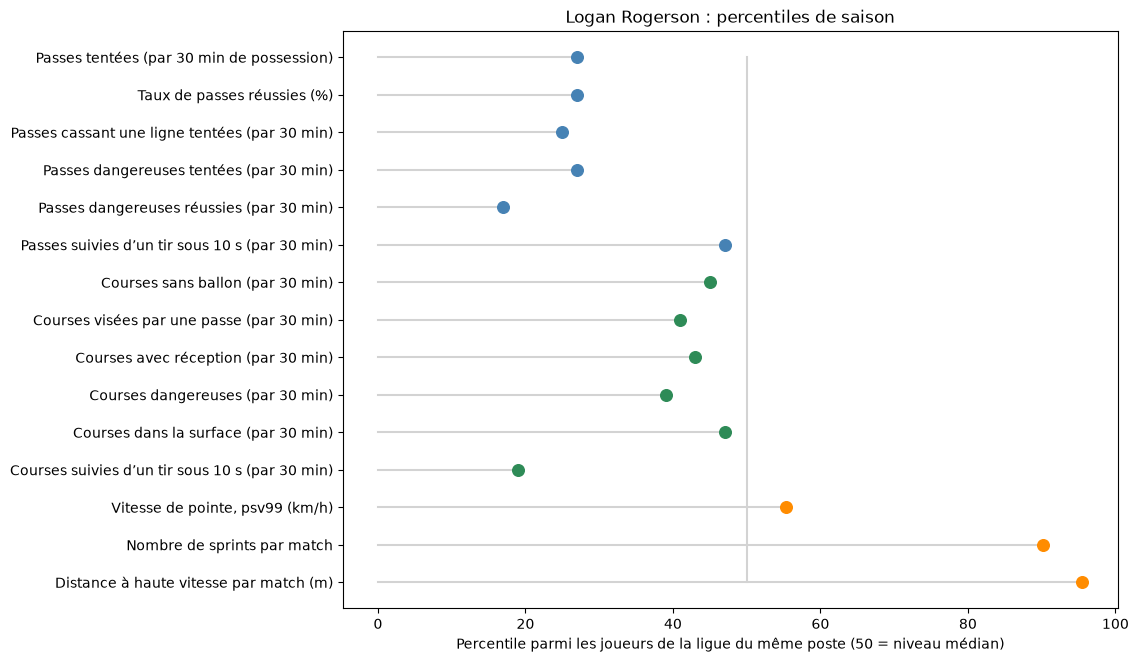 Logan Rogerson : percentiles de saison
Passes tentées (par 30 min de possession)
Taux de passes réussies (%)
Passes cassant une ligne tentées (par 30 min)
Passes dangereuses tentées (par 30 min)
Passes dangereuses réussies (par 30 min)
Passes suivies d’un tir sous 10 s (par 30 min)
Courses sans ballon (par 30 min)
Courses visées par une passe (par 30 min)
Courses avec réception (par 30 min)
Courses dangereuses (par 30 min)
Courses dans la surface (par 30 min)
Courses suivies d’un tir sous 10 s (par 30 min)
Vitesse de pointe, psv99 (km/h)
Nombre de sprints par match
Distance à haute vitesse par match (m)
0 20 40 60 80 100
Percentile parmi les joueurs de la ligue du même poste (50 = niveau médian)